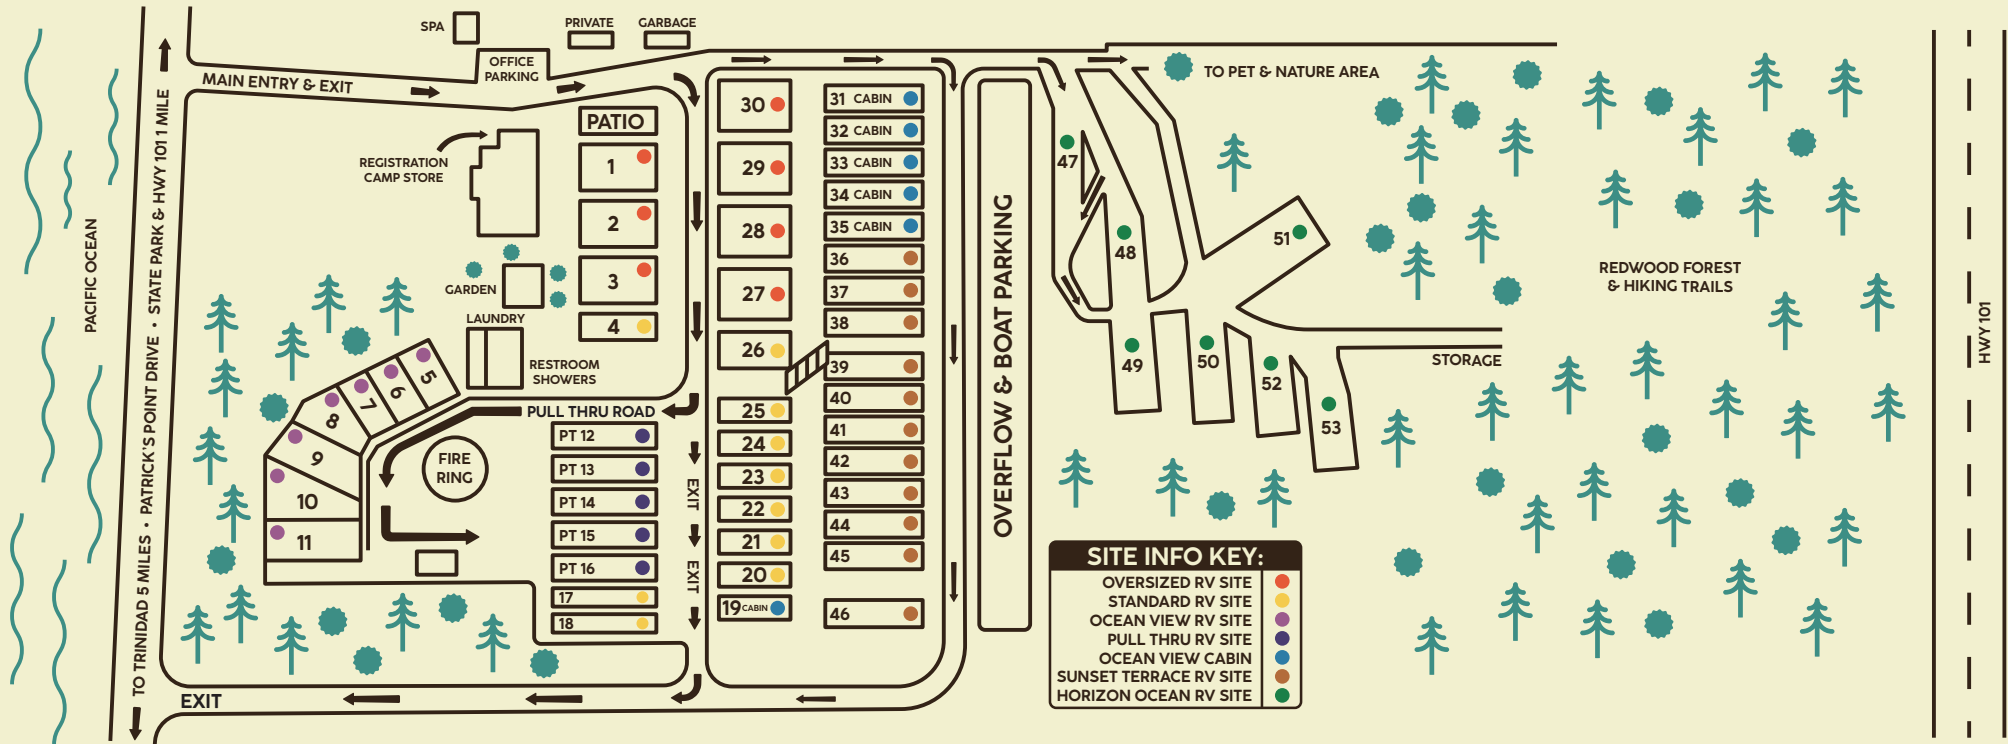 SPA
PRIVATE
GARBAGE
OFFICE
PARKING
MAIN ENTRY & EXIT
TO PET & NATURE AREA
PATIO
REGISTRATION
CAMP STORE
1
2
3
4
GARDEN
LAUNDRY
RESTROOM
SHOWERS
PACIFIC OCEAN
TO TRINIDAD 5 MILES • PATRICK'S POINT DRIVE • STATE PARK & HWY 101 1 MILE
5
6
7
8
9
10
11
PULL THRU ROAD
FIRE
RING
PT 12
PT 13
PT 14
PT 15
PT 16
17
18
EXIT
EXIT
EXIT
30
29
28
27
26
25
24
23
22
21
20
19 CABIN
31 CABIN
32 CABIN
33 CABIN
34 CABIN
35 CABIN
36
37
38
39
40
41
42
43
44
45
46
OVERFLOW & BOAT PARKING
47
48
49
50
51
52
53
STORAGE
REDWOOD FOREST
& HIKING TRAILS
HWY 101
SITE INFO KEY:
OVERSIZED RV SITE
STANDARD RV SITE
OCEAN VIEW RV SITE
PULL THRU RV SITE
OCEAN VIEW CABIN
SUNSET TERRACE RV SITE
HORIZON OCEAN RV SITE